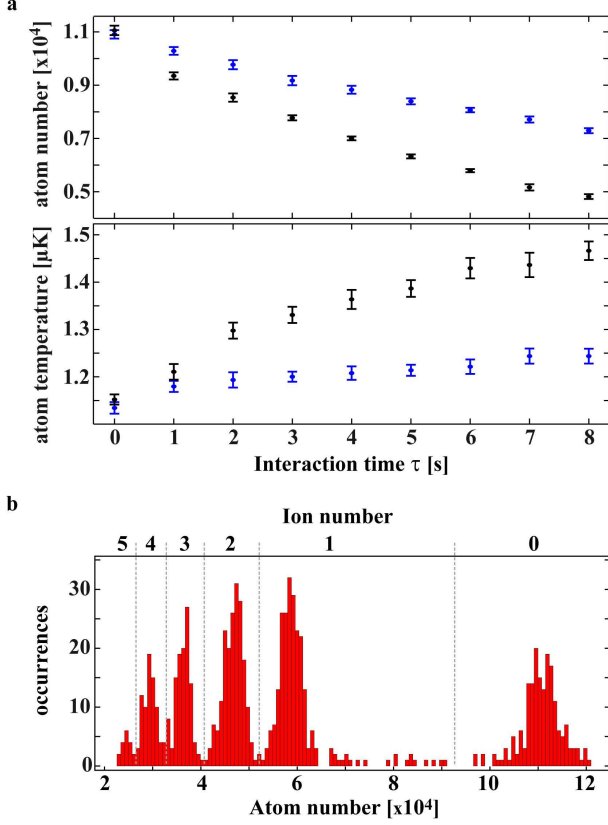 a
atom number [x10⁴]
1.1
0.9
0.7
0.5
atom temperature [µK]
1.5
1.4
1.3
1.2
0 1 2 3 4 5 6 7 8
Interaction time τ [s]
b
Ion number
5 4 3 2 1 0
occurrences
30
20
10
0
2 4 6 8 10 12
Atom number [x10⁴]